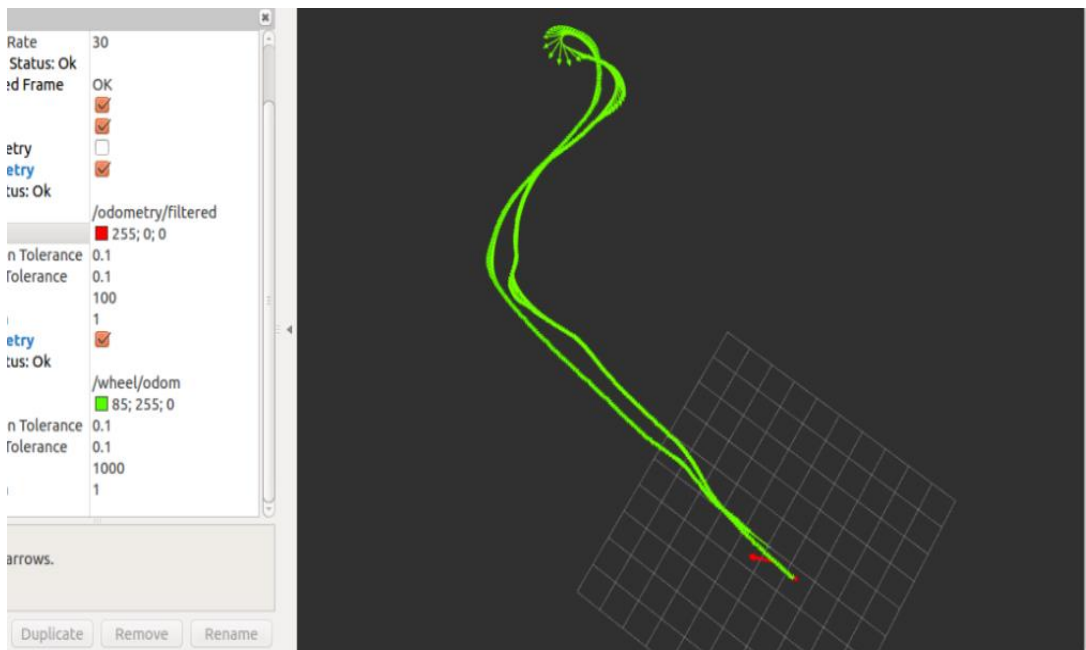 Rate 30
Status: Ok
ed Frame OK
etry
etry
tus: Ok
/odometry/filtered
255; 0; 0
n Tolerance 0.1
Tolerance 0.1
100
1
etry
tus: Ok
/wheel/odom
85; 255; 0
n Tolerance 0.1
Tolerance 0.1
1000
1
arrows.
Duplicate Remove Rename